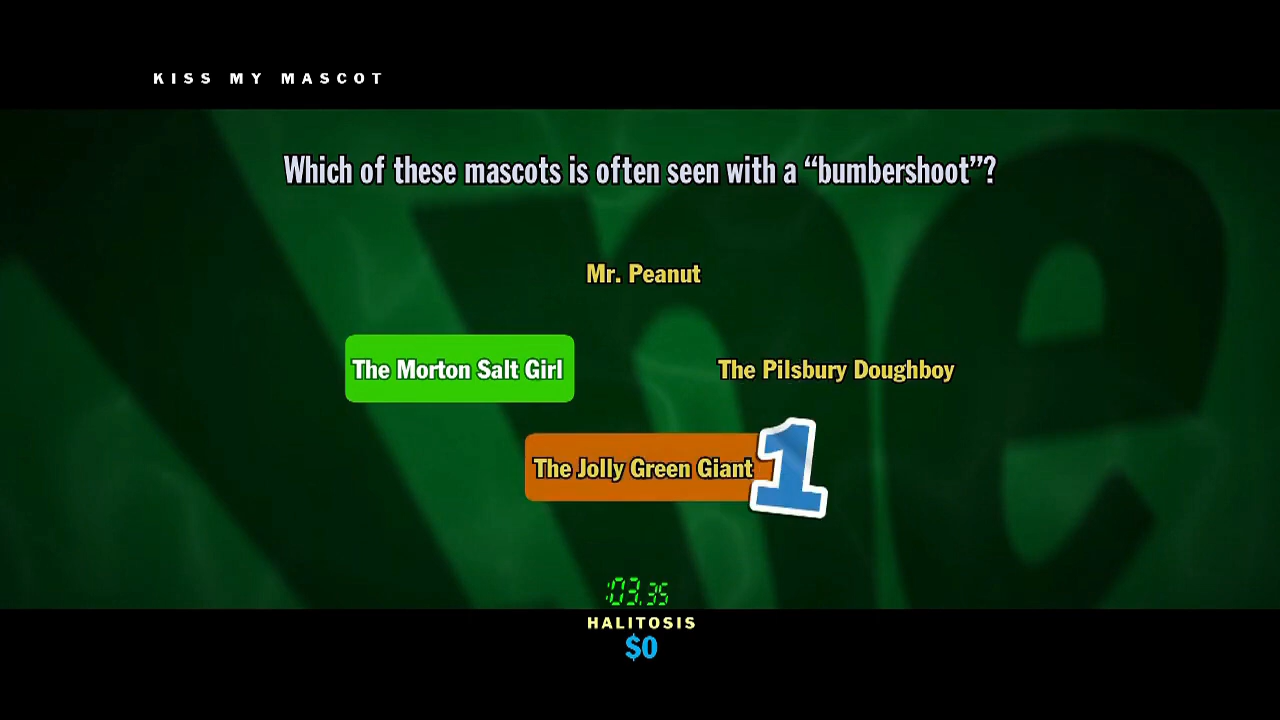 KISS MY MASCOT
Which of these mascots is often seen with a “bumbershoot”?
Mr. Peanut
The Morton Salt Girl
The Pilsbury Doughboy
The Jolly Green Giant
1
:03.35
HALITOSIS
$0